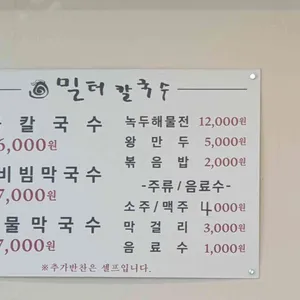 밀터 칼국수
칼국수
6,000원
비빔막국수
7,000원
물막국수
7,000원
녹두해물전 12,000원
왕만두 5,000원
볶음밥 2,000원
-주류/음료수-
소주/맥주 4,000원
막걸리 3,000원
음료수 1,000원
※추가반찬은 셀프입니다.